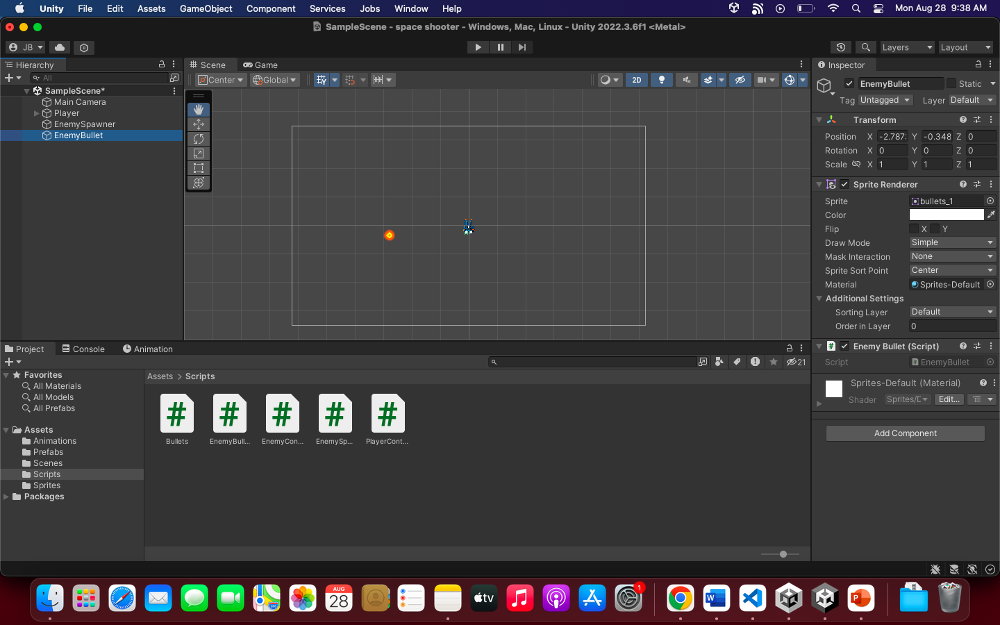 Unity File Edit Assets GameObject Component Services Jobs Window Help Mon Aug 28 9:38 AM
SampleScene - space shooter - Windows, Mac, Linux - Unity 2022.3.6f1 <Metal>
JB Layers Layout
Hierarchy
All
SampleScene*
Main Camera
Player
EnemySpawner
EnemyBullet
Scene Game
Center Global 2D
Inspector
EnemyBullet Static
Tag Untagged Layer Default
Transform
Position X -2.787 Y -0.348 Z 0
Rotation X 0 Y 0 Z 0
Scale X 1 Y 1 Z 1
Sprite Renderer
Sprite bullets_1
Color
Flip X Y
Draw Mode Simple
Mask Interaction None
Sprite Sort Point Center
Material Sprites-Default
Additional Settings
Sorting Layer Default
Order in Layer 0
Enemy Bullet (Script)
Script EnemyBullet
Sprites-Default (Material)
Shader Sprites/D Edit...
Add Component
Project Console Animation
21
Favorites
All Materials
All Models
All Prefabs
Assets
Animations
Prefabs
Scenes
Scripts
Sprites
Packages
Assets > Scripts
# # # # #
Bullets EnemyBull... EnemyCon... EnemySp... PlayerCont...
AUG
28
tv
1
W
P